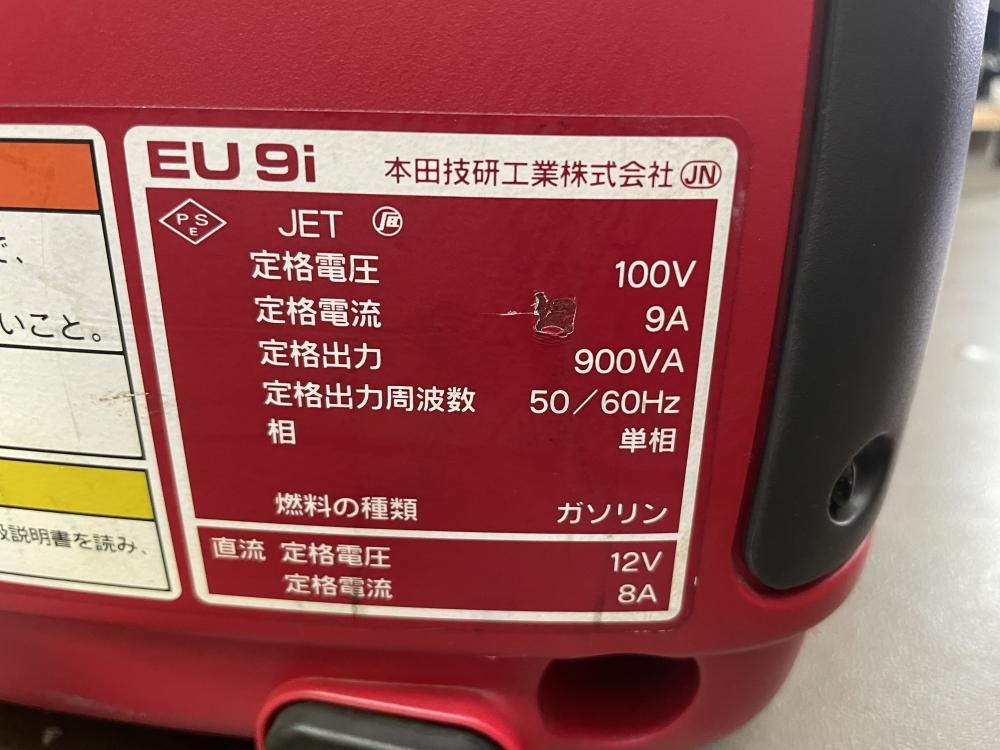 EU 9i 本田技研工業株式会社 JN
PSE JET
定格電圧 100V
定格電流 9A
定格出力 900VA
定格出力周波数 50/60Hz
相 単相
燃料の種類 ガソリン
直流 定格電圧 12V
定格電流 8A
で、
いこと。
扱説明書を読み、